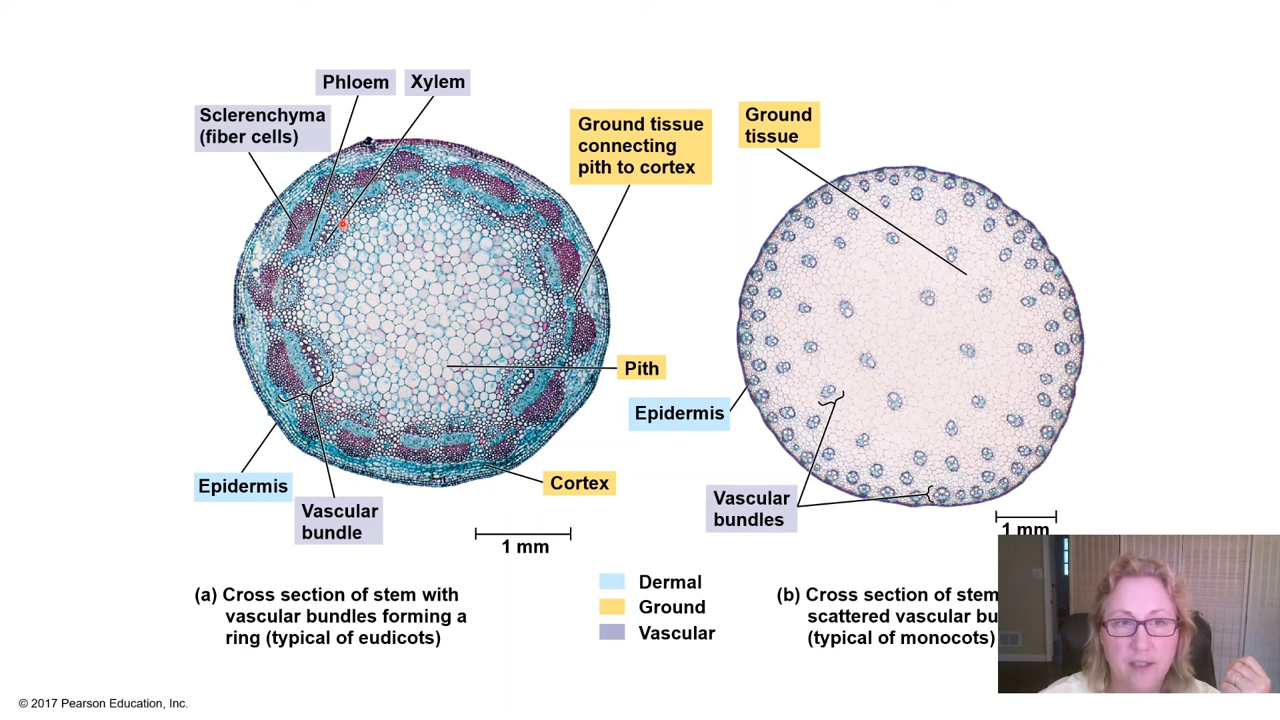 Phloem
Xylem
Sclerenchyma
(fiber cells)
Ground tissue
connecting
pith to cortex
Ground
tissue
Pith
Epidermis
Epidermis
Cortex
Vascular
bundle
Vascular
bundles
1 mm
1 mm
(a) Cross section of stem with
vascular bundles forming a
ring (typical of eudicots)
Dermal
Ground
Vascular
(b) Cross section of stem
scattered vascular bu
(typical of monocots)
© 2017 Pearson Education, Inc.